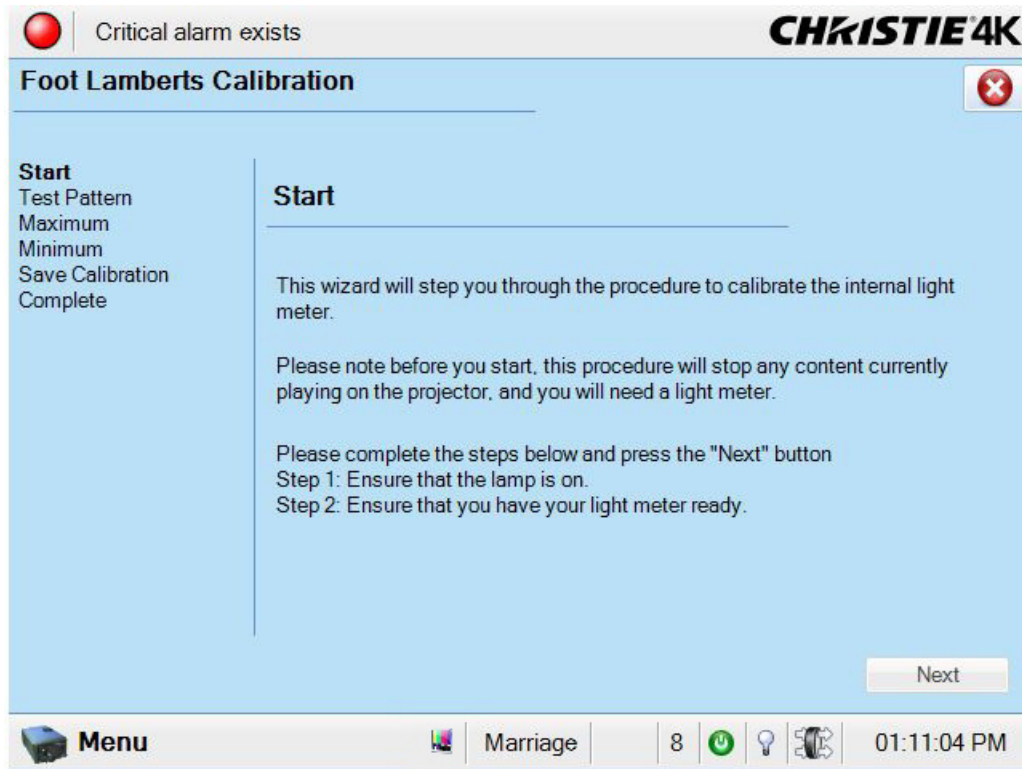 Critical alarm exists
CHRISTIE 4K
Foot Lamberts Calibration
Start
Test Pattern
Maximum
Minimum
Save Calibration
Complete
Start
This wizard will step you through the procedure to calibrate the internal light
meter.
Please note before you start, this procedure will stop any content currently
playing on the projector, and you will need a light meter.
Please complete the steps below and press the "Next" button
Step 1: Ensure that the lamp is on.
Step 2: Ensure that you have your light meter ready.
Next
Menu
Marriage
8
01:11:04 PM